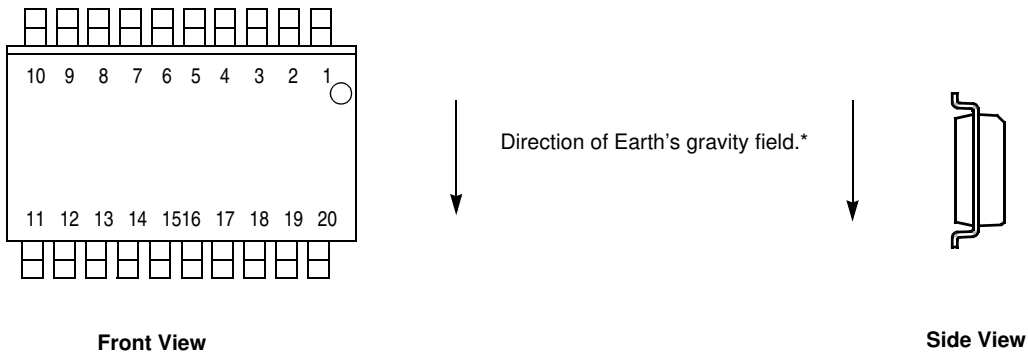 10 9 8 7 6 5 4 3 2 1
Direction of Earth's gravity field.*
11 12 13 14 1516 17 18 19 20
Front View
Side View